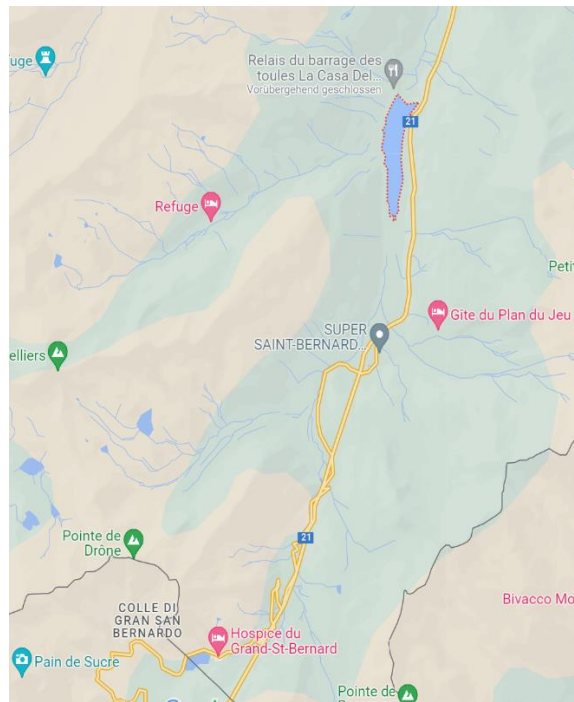 Relais du barrage des
toules La Casa Del...
Vorübergehend geschlossen
uge
21
Refuge
Petit
Gîte du Plan du Jeu
SUPER
SAINT-BERNARD...
elliers
21
Pointe de
Drône
COLLE DI
GRAN SAN
BERNARDO
Bivacco Mo
Hospice du
Grand-St-Bernard
Pain de Sucre
Pointe de